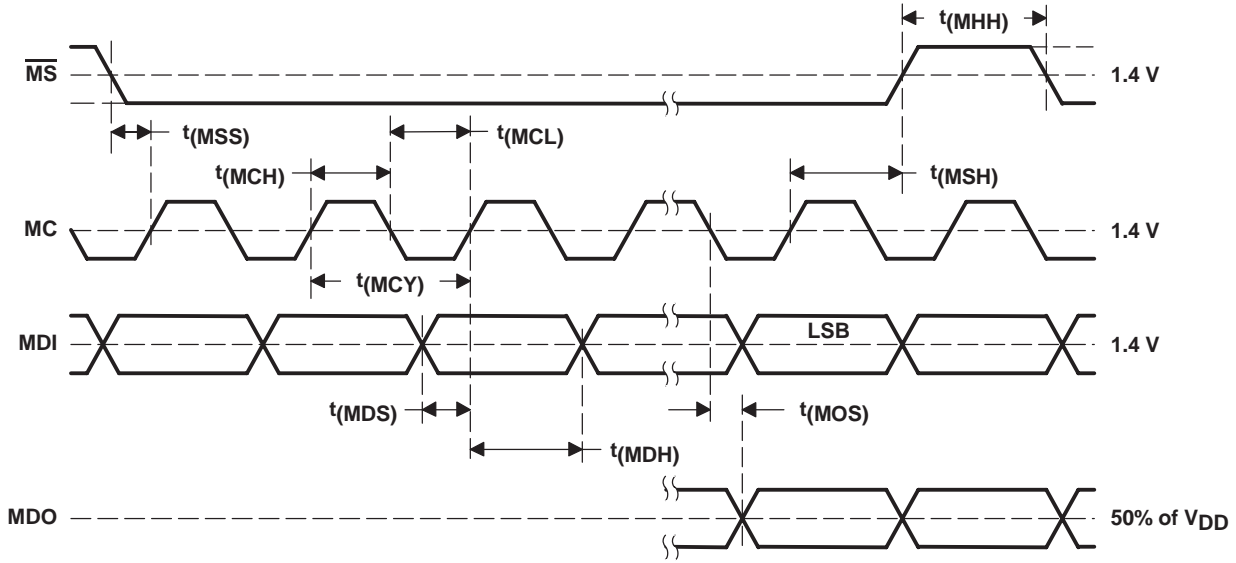 t(MHH)
M̅S̅ 1.4 V
t(MSS) t(MCL)
t(MCH) t(MSH)
MC 1.4 V
t(MCY)
MDI LSB 1.4 V
t(MDS) t(MOS)
t(MDH)
MDO 50% of VDD